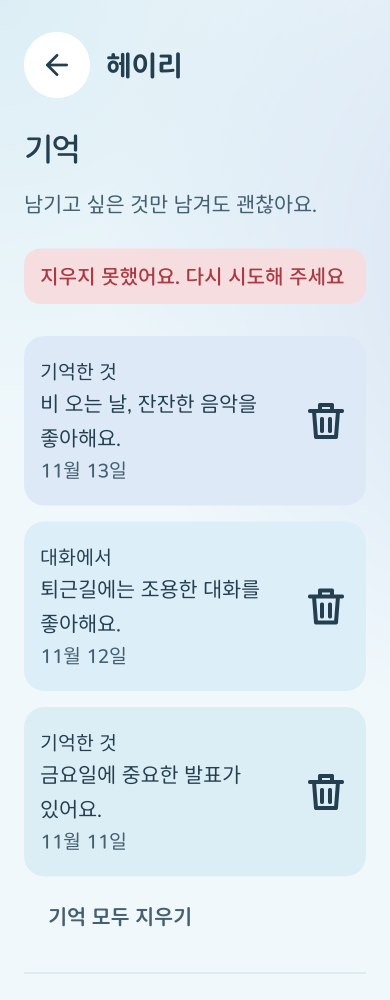 헤이리
기억
남기고 싶은 것만 남겨도 괜찮아요.
지우지 못했어요. 다시 시도해 주세요
기억한 것
비 오는 날, 잔잔한 음악을
좋아해요.
11월 13일
대화에서
퇴근길에는 조용한 대화를
좋아해요.
11월 12일
기억한 것
금요일에 중요한 발표가
있어요.
11월 11일
기억 모두 지우기